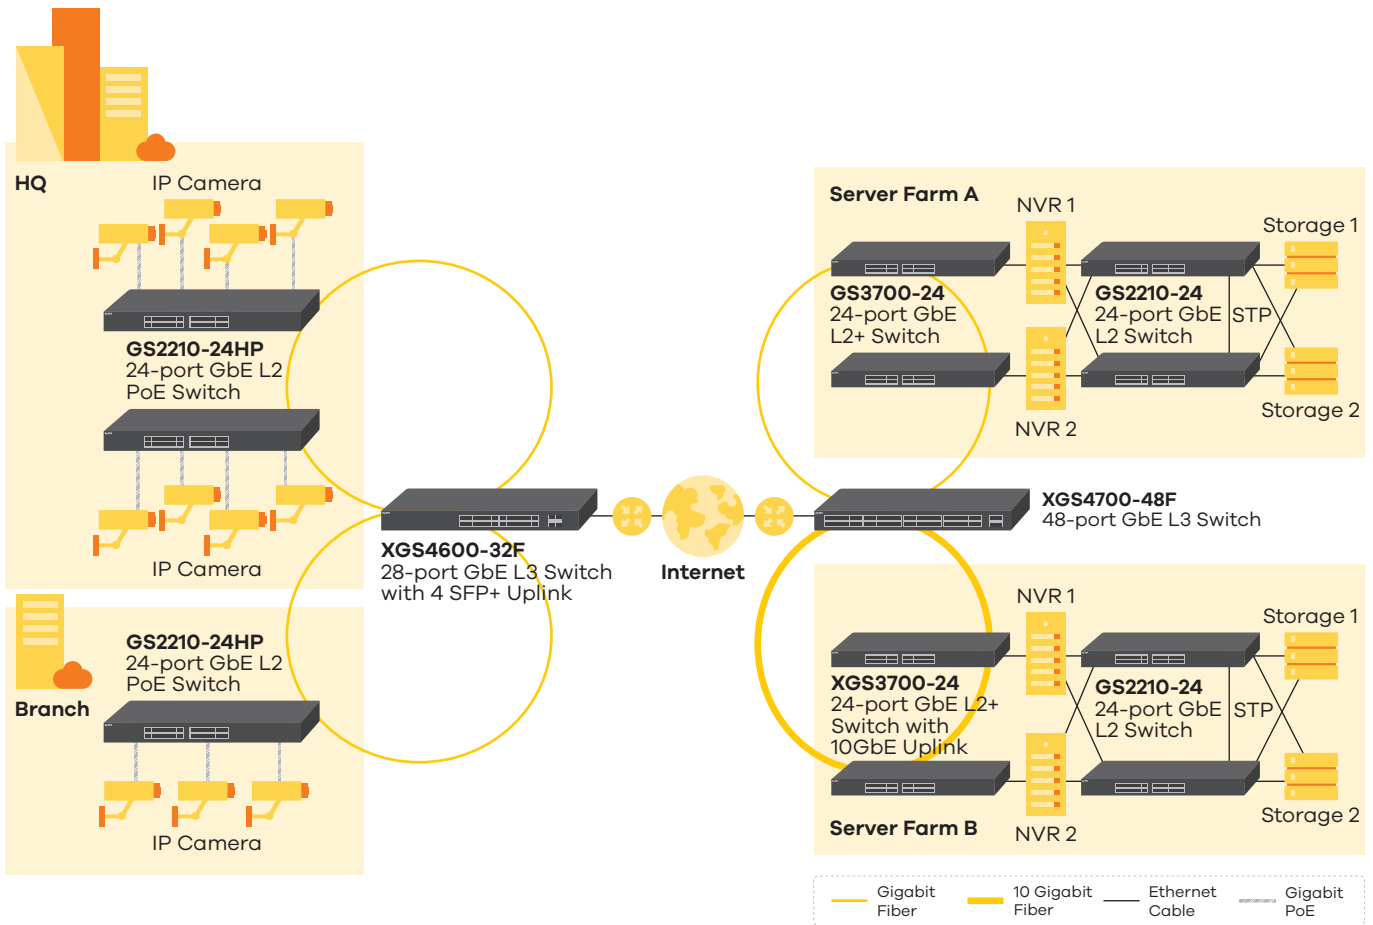 HQ
IP Camera
GS2210-24HP
24-port GbE L2
PoE Switch
IP Camera
Branch
GS2210-24HP
24-port GbE L2
PoE Switch
IP Camera
XGS4600-32F
28-port GbE L3 Switch
with 4 SFP+ Uplink
Internet
XGS4700-48F
48-port GbE L3 Switch
Server Farm A
NVR 1
Storage 1
GS3700-24
24-port GbE
L2+ Switch
GS2210-24
24-port GbE
L2 Switch
STP
NVR 2
Storage 2
NVR 1
Storage 1
XGS3700-24
24-port GbE L2+
Switch with
10GbE Uplink
GS2210-24
24-port GbE
L2 Switch
STP
Server Farm B
NVR 2
Storage 2
Gigabit
Fiber
10 Gigabit
Fiber
Ethernet
Cable
Gigabit
PoE